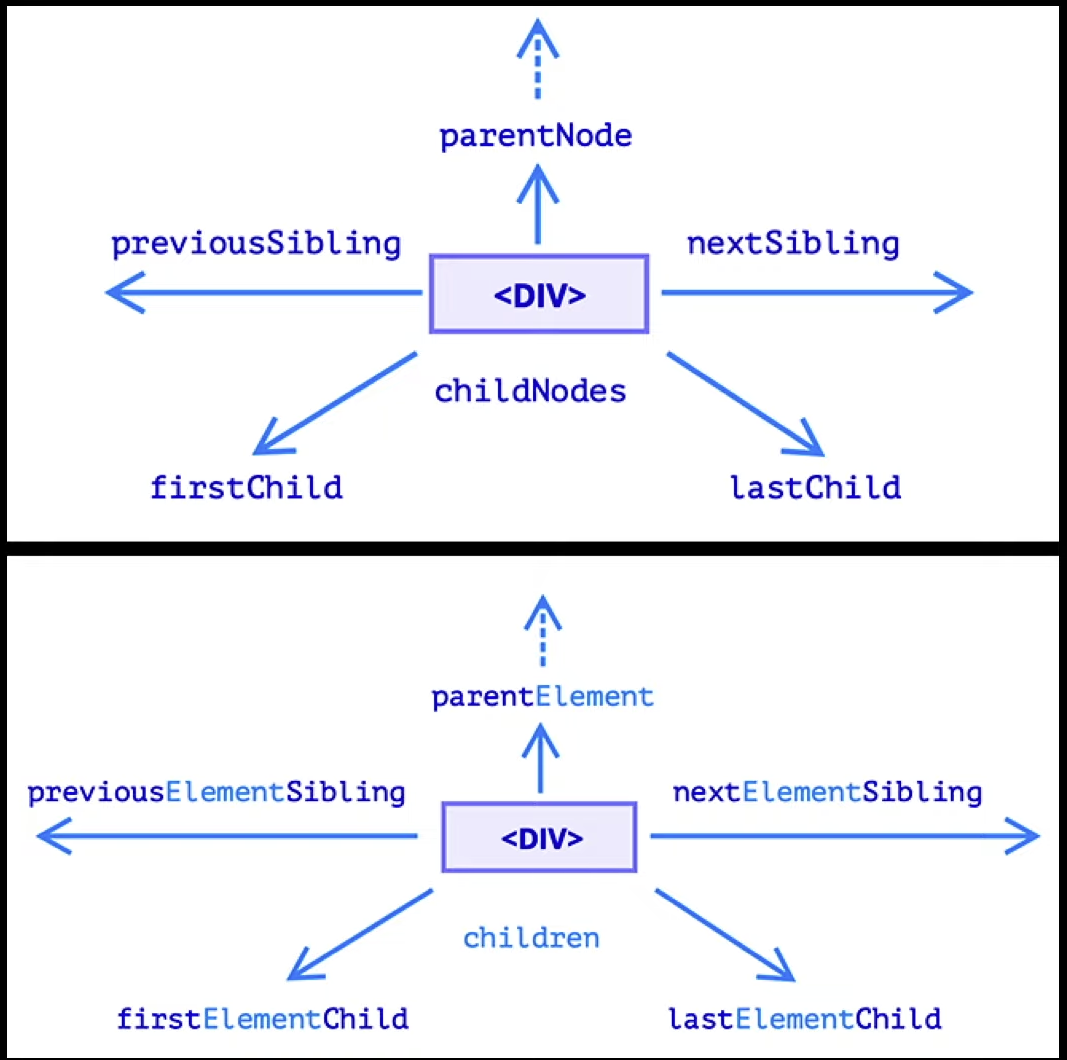 parentNode
previousSibling
nextSibling
<DIV>
childNodes
firstChild
lastChild
parentElement
previousElementSibling
nextElementSibling
<DIV>
children
firstElementChild
lastElementChild